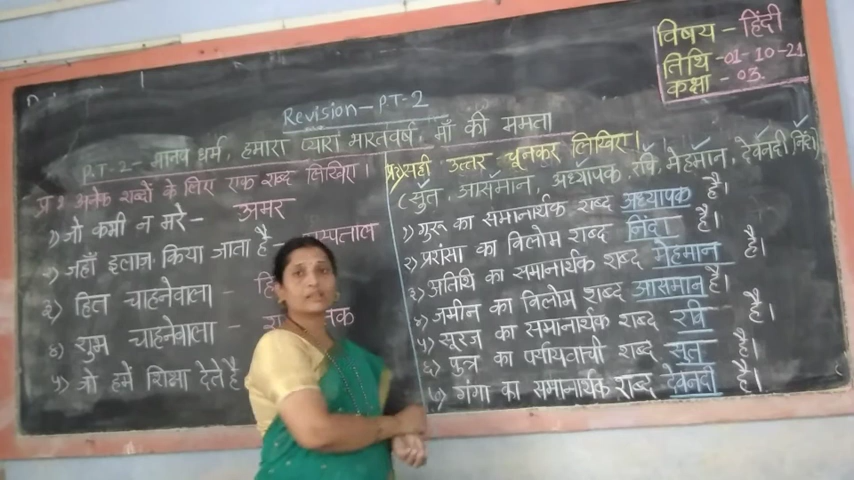 विषय - हिंदी
तिथि -01-10-21
कक्षा - 03.
Revision - P.T-2
P.T-2 - मानव धर्म, हमारा प्यारा भारतवर्ष, माँ की ममता
प्र १ अनेक शब्दों के लिए एक शब्द लिखिए।
१) जो कभी न मरे - अमर
२) जहाँ इलाज किया जाता है -
३) हित चाहनेवाला -
४) शुभ चाहनेवाला -
५) जो हमें शिक्षा देते है
प्र२) सही उत्तर चूनकर लिखिए।
(सुत, आसमान, अध्यापक, रवि, मेहमान, देवनदी, निंदा)
१) गुरू का समानार्थक शब्द अध्यापक है।
२) प्रशंसा का विलोम शब्द निंदा है।
३) अतिथि का समानार्थक शब्द मेहमान है।
४) जमीन का विलोम शब्द आसमान है।
५) सूरज का समानार्थक शब्द रवि है।
६) पुत्र का पर्यायवाची शब्द सुत है।
७) गंगा का समानार्थक शब्द देवनदी है।